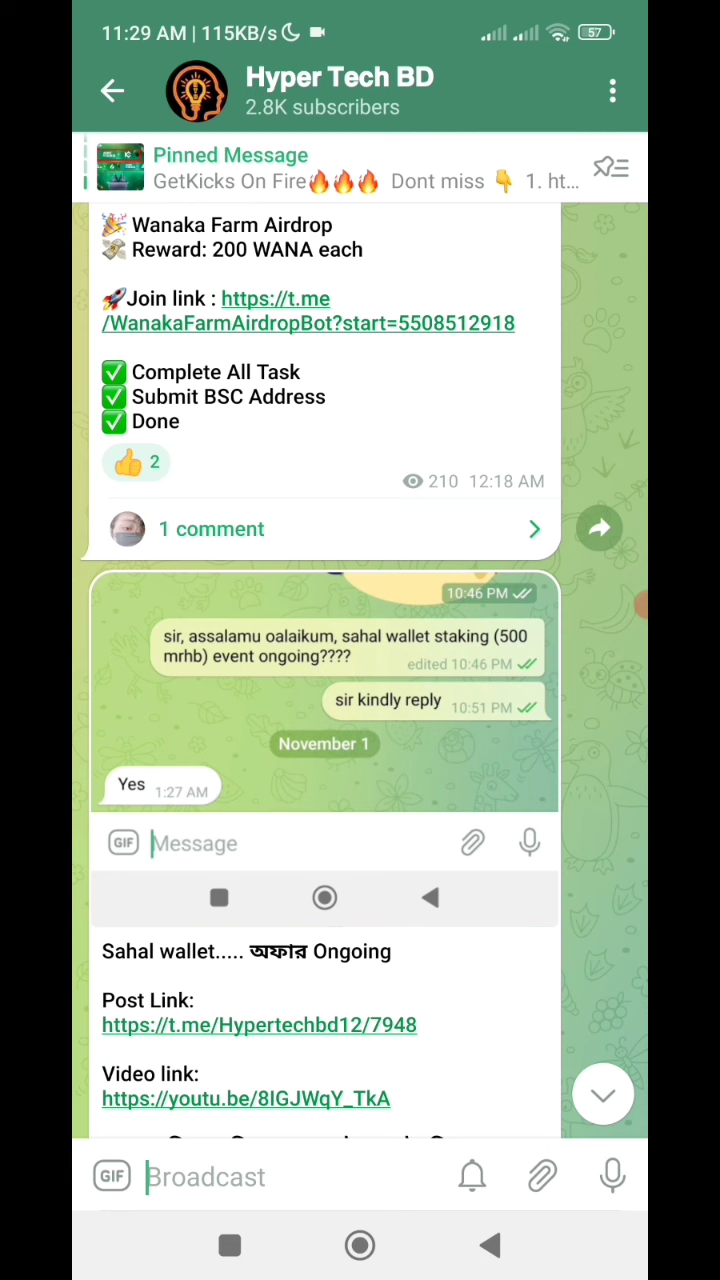 11:29 AM | 115KB/s
57
Hyper Tech BD
2.8K subscribers
Pinned Message
GetKicks On Fire🔥🔥🔥 Dont miss 👇 1. ht...
🎉 Wanaka Farm Airdrop
💸 Reward: 200 WANA each
🚀Join link : https://t.me
/WanakaFarmAirdropBot?start=5508512918
✅ Complete All Task
✅ Submit BSC Address
✅ Done
👍 2
210 12:18 AM
1 comment
10:46 PM
sir, assalamu oalaikum, sahal wallet staking (500
mrhb) event ongoing????
edited 10:46 PM
sir kindly reply 10:51 PM
November 1
Yes 1:27 AM
GIF Message
Sahal wallet..... অফার Ongoing
Post Link:
https://t.me/Hypertechbd12/7948
Video link:
https://youtu.be/8IGJWqY_TkA
GIF Broadcast